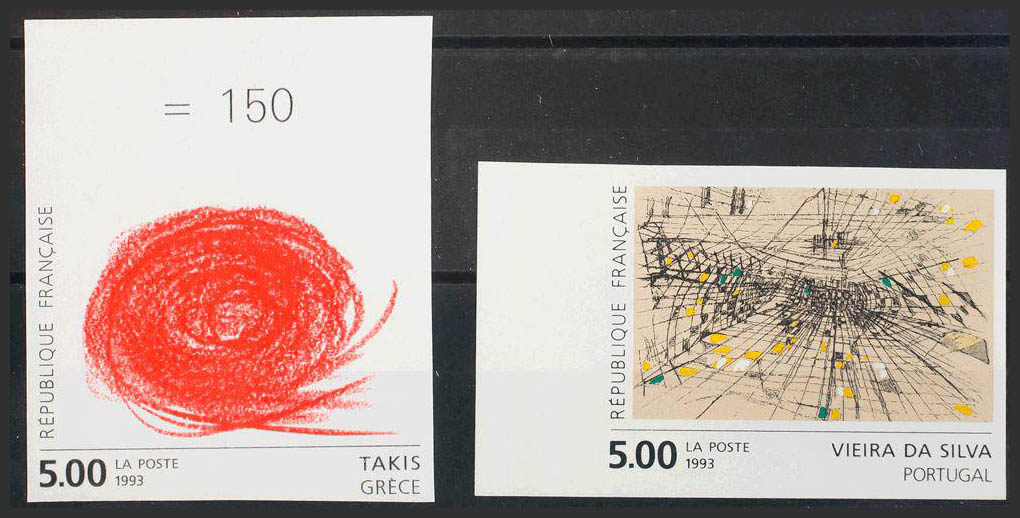 = 150
RÉPUBLIQUE FRANÇAISE
5.00 LA POSTE 1993
TAKIS
GRÈCE
RÉPUBLIQUE FRANÇAISE
5.00 LA POSTE 1993
VIEIRA DA SILVA
PORTUGAL